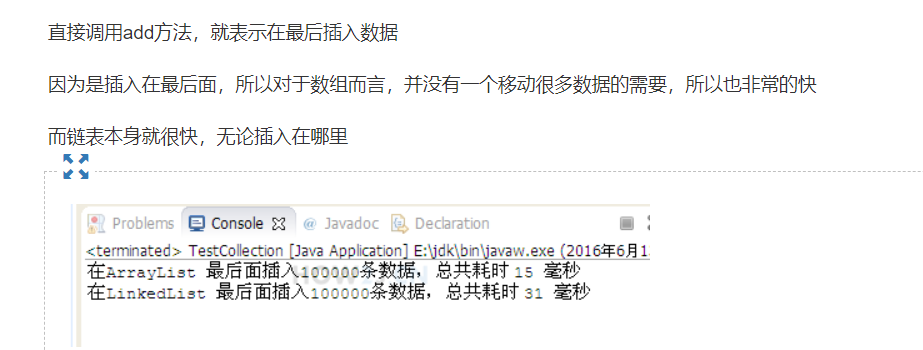 直接调用add方法，就表示在最后插入数据
因为是插入在最后面，所以对于数组而言，并没有一个移动很多数据的需要，所以也非常的快
而链表本身就很快，无论插入在哪里
Problems Console @ Javadoc Declaration
<terminated> TestCollection [Java Application] E:\jdk\bin\javaw.exe (2016年6月1
在ArrayList 最后面插入100000条数据，总共耗时 15 毫秒
在LinkedList 最后面插入100000条数据，总共耗时 31 毫秒